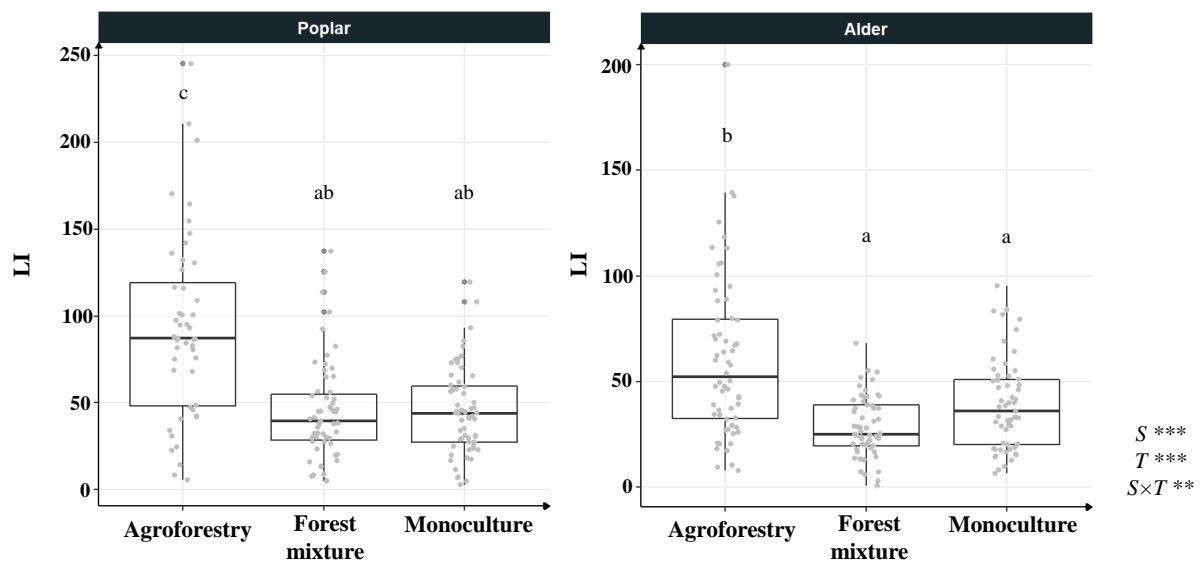 Poplar
LI
250
200
150
100
50
0
c
ab
ab
Agroforestry
Forest
mixture
Monoculture
Alder
LI
200
150
100
50
0
b
a
a
Agroforestry
Forest
mixture
Monoculture
S ***
T ***
S×T **